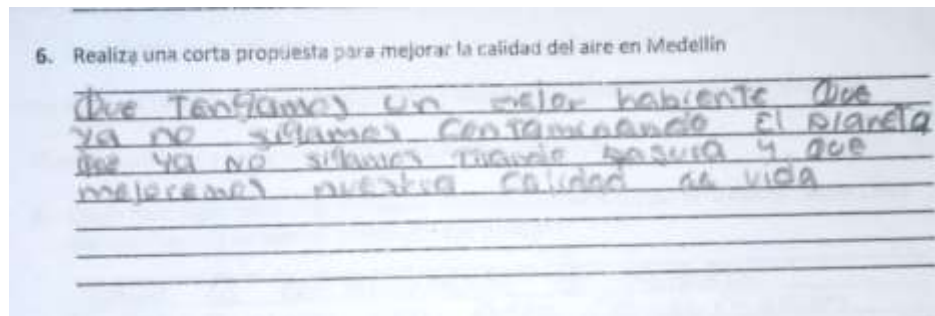 6. Realiza una corta propuesta para mejorar la calidad del aire en Medellín
Que Tengamos un mejor habiente Que
ya no sigamos contaminando El planeta
que ya no sigamos tirando basura y que
mejoremos nuestra calidad de vida